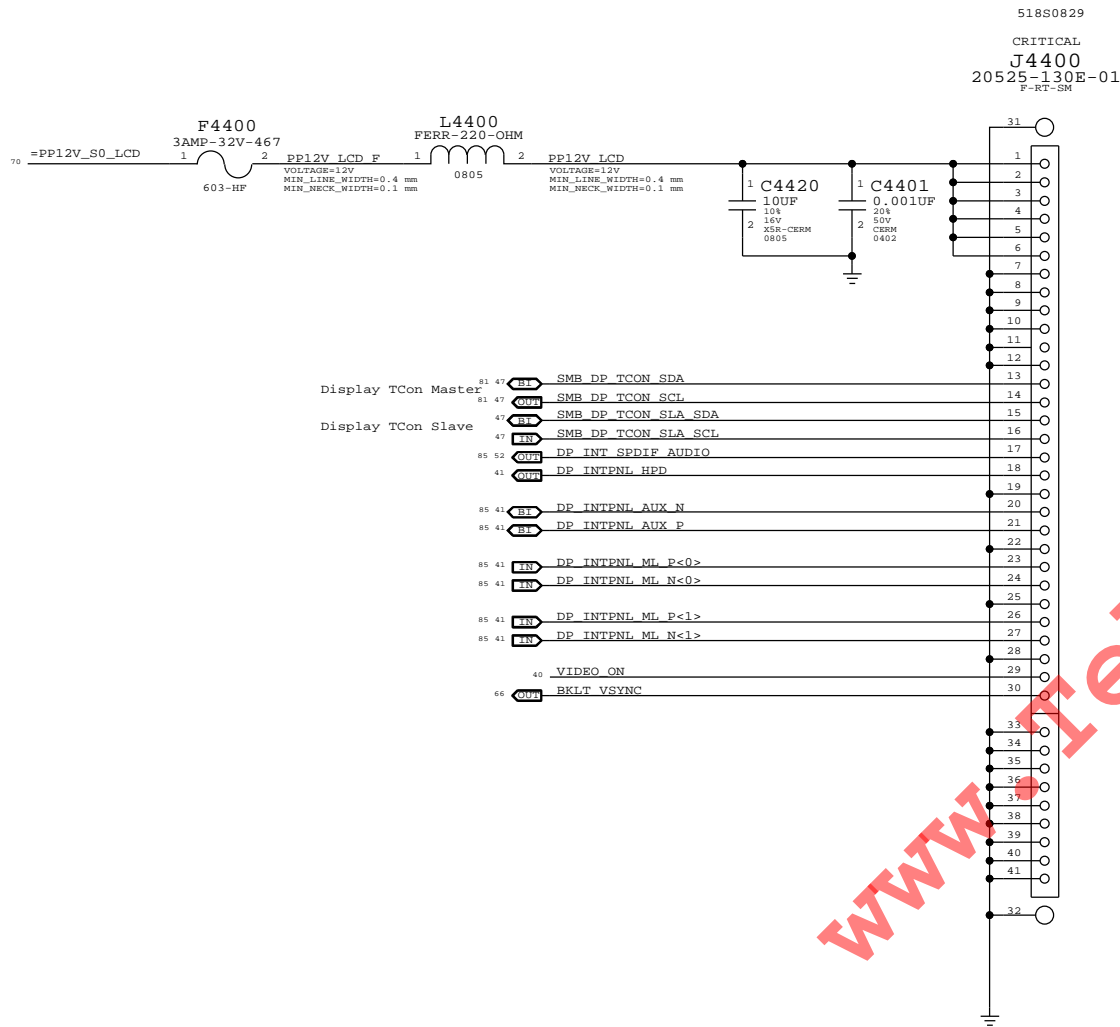 518S0829
CRITICAL
J4400
20525-130E-01
F-RT-SM
F4400
3AMP-32V-467
603-HF
L4400
FERR-220-OHM
0805
70 =PP12V_S0_LCD 1 2 PP12V_LCD_F 1 2 PP12V_LCD
VOLTAGE=12V
MIN_LINE_WIDTH=0.4 mm
MIN_NECK_WIDTH=0.1 mm
VOLTAGE=12V
MIN_LINE_WIDTH=0.4 mm
MIN_NECK_WIDTH=0.1 mm
1 C4420
10UF
10%
16V
2 X5R-CERM
0805
1 C4401
0.001UF
20%
50V
2 CERM
0402
31
1
2
3
4
5
6
7
8
9
10
11
12
Display TCon Master
81 47 BI SMB_DP_TCON_SDA 13
81 47 OUT SMB_DP_TCON_SCL 14
Display TCon Slave
47 BI SMB_DP_TCON_SLA_SDA 15
47 IN SMB_DP_TCON_SLA_SCL 16
85 52 OUT DP_INT_SPDIF_AUDIO 17
41 OUT DP_INTPNL_HPD 18
19
85 41 BI DP_INTPNL_AUX_N 20
85 41 BI DP_INTPNL_AUX_P 21
22
85 41 IN DP_INTPNL_ML_P<0> 23
85 41 IN DP_INTPNL_ML_N<0> 24
25
85 41 IN DP_INTPNL_ML_P<1> 26
85 41 IN DP_INTPNL_ML_N<1> 27
28
40 VIDEO_ON 29
66 OUT BKLT_VSYNC 30
33
34
35
36
37
38
39
40
41
32
www.Te